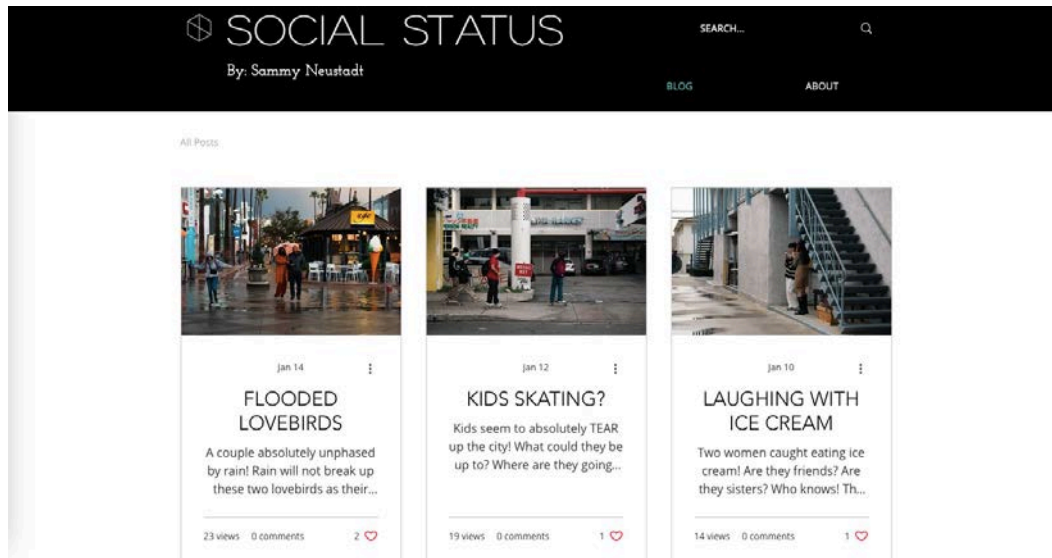 SOCIAL STATUS
By: Sammy Neustadt
SEARCH...
BLOG
ABOUT
All Posts
Jan 14
FLOODED
LOVEBIRDS
A couple absolutely unphased
by rain! Rain will not break up
these two lovebirds as their...
23 views 0 comments 2
Jan 12
KIDS SKATING?
Kids seem to absolutely TEAR
up the city! What could they be
up to? Where are they going...
19 views 0 comments 1
Jan 10
LAUGHING WITH
ICE CREAM
Two women caught eating ice
cream! Are they friends? Are
they sisters? Who knows! Th...
14 views 0 comments 1